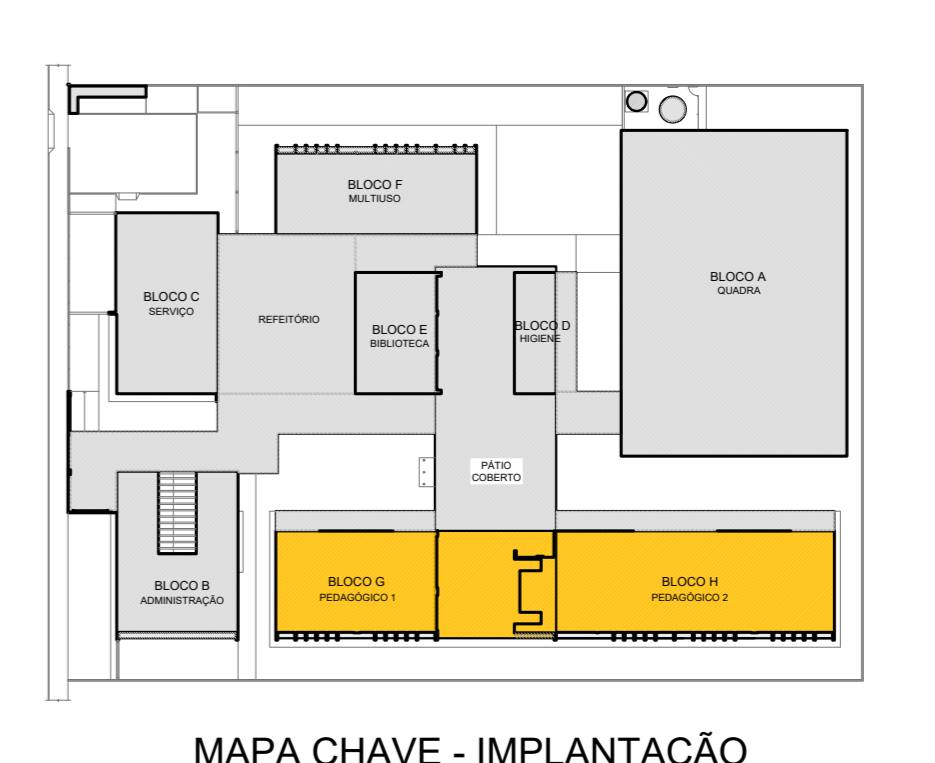 BLOCO F
MULTIUSO
BLOCO A
QUADRA
BLOCO C
SERVIÇO
REFEITÓRIO
BLOCO E
BIBLIOTECA
BLOCO D
HIGIENE
PÁTIO
COBERTO
BLOCO B
ADMINISTRAÇÃO
BLOCO G
PEDAGÓGICO 1
BLOCO H
PEDAGÓGICO 2
MAPA CHAVE - IMPLANTAÇÃO